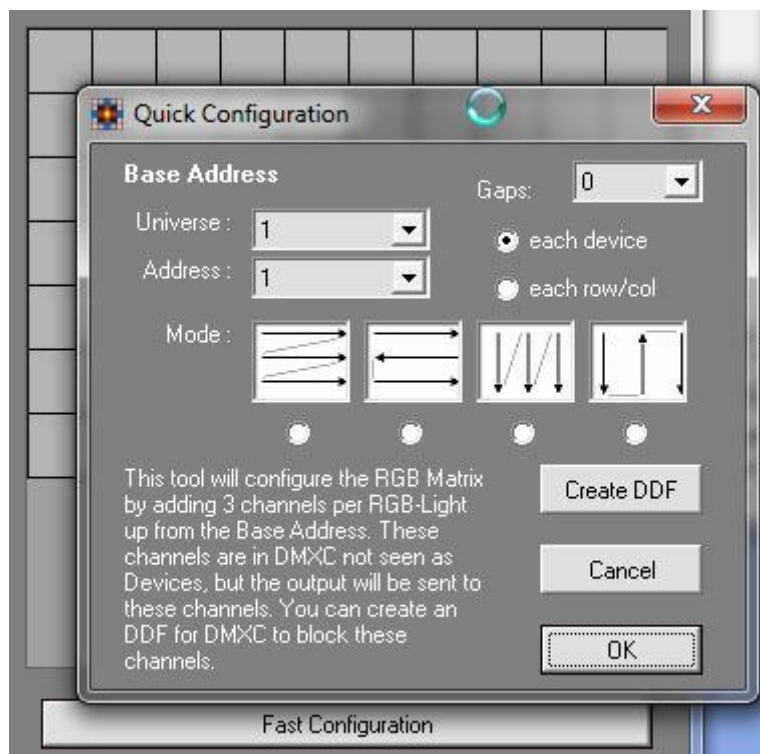 Quick Configuration
Base Address
Gaps: 0
Universe : 1
each device
Address : 1
each row/col
Mode :
This tool will configure the RGB Matrix
by adding 3 channels per RGB-Light
up from the Base Address. These
channels are in DMXC not seen as
Devices, but the output will be sent to
these channels. You can create an
DDF for DMXC to block these
channels.
Create DDF
Cancel
OK
Fast Configuration